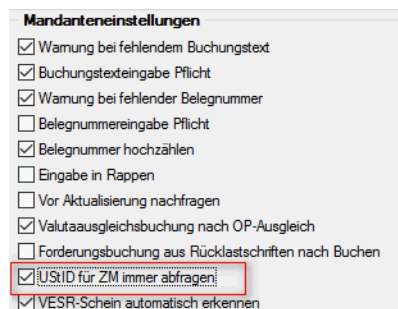 Mandanteneinstellungen
Warnung bei fehlendem Buchungstext
Buchungstexteingabe Pflicht
Warnung bei fehlender Belegnummer
Belegnummereingabe Pflicht
Belegnummer hochzählen
Eingabe in Rappen
Vor Aktualisierung nachfragen
Valutaausgleichsbuchung nach OP-Ausgleich
Forderungsbuchung aus Rücklastschriften nach Buchen
UStID für ZM immer abfragen
VESR-Schein automatisch erkennen